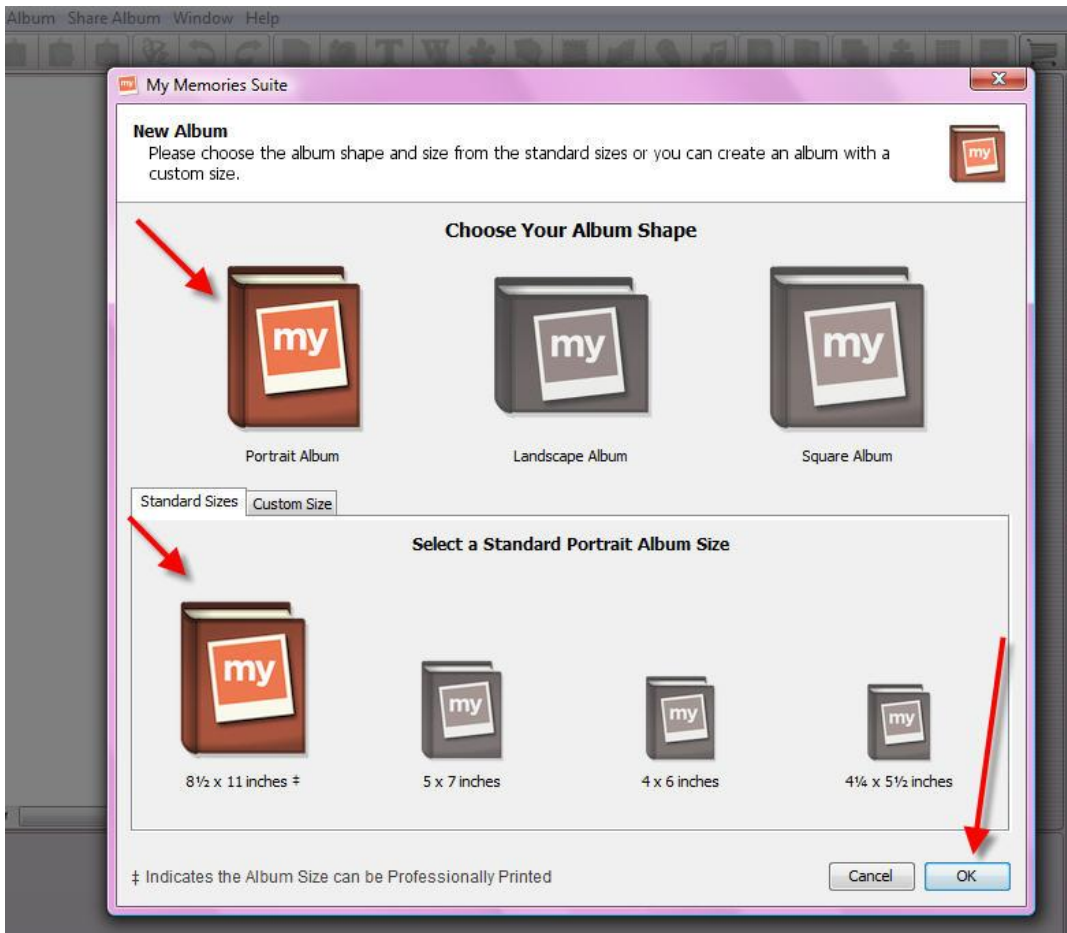 Album Share Album Window Help
my My Memories Suite
New Album
Please choose the album shape and size from the standard sizes or you can create an album with a
custom size.
my
Choose Your Album Shape
my my my
Portrait Album Landscape Album Square Album
Standard Sizes Custom Size
Select a Standard Portrait Album Size
my my my my
8½ x 11 inches ‡ 5 x 7 inches 4 x 6 inches 4¼ x 5½ inches
‡ Indicates the Album Size can be Professionally Printed
Cancel OK